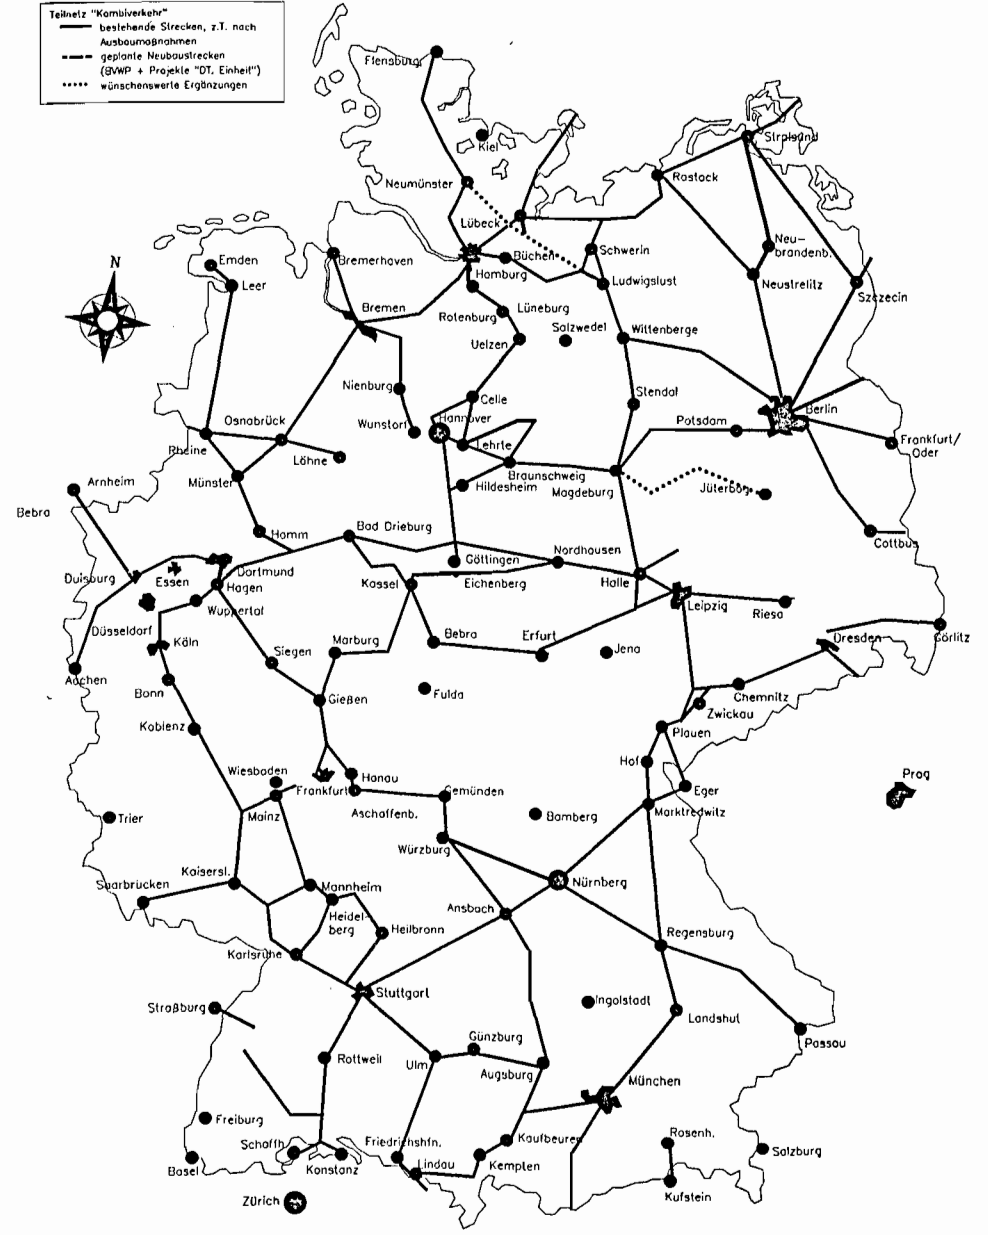 Teilnetz "Kombiverkehr"
bestehende Strecken, z.T. nach
Ausbaumaßnahmen
geplante Neubaustrecken
(BVWP + Projekte "DT. Einheit")
wünschenswerte Ergänzungen
Flensburg
Kiel
Stralsund
Neumünster
Rostock
Lübeck
Schwerin
Neu-
brandenb.
Büchen
Emden
Bremerhaven
N
Hamburg
Ludwigslust
Neustrelitz
Leer
Szczecin
Bremen
Rotenburg
Lüneburg
Salzwedel
Wittenberge
Uelzen
Nienburg
Celle
Stendal
Berlin
Osnabrück
Wunstorf
Hannover
Potsdam
Frankfurt/
Oder
Rheine
Löhne
Lehrte
Braunschweig
Münster
Hildesheim
Magdeburg
Jüterbog
Arnheim
Bebra
Hamm
Bad Drieburg
Cottbus
Nordhausen
Göttingen
Duisburg
Essen
Dortmund
Kassel
Eichenberg
Halle
Hagen
Leipzig
Riesa
Wuppertal
Düsseldorf
Köln
Marburg
Bebra
Erfurt
Jena
Dresden
Görlitz
Siegen
Aachen
Bonn
Gießen
Fulda
Chemnitz
Zwickau
Koblenz
Plauen
Hof
Wiesbaden
Hanau
Prag
Frankfurt
Gemünden
Eger
Mainz
Aschaffenb.
Bamberg
Marktredwitz
Trier
Würzburg
Kaisersl.
Saarbrücken
Mannheim
Nürnberg
Ansbach
Heidel-
berg
Heilbronn
Regensburg
Karlsruhe
Stuttgart
Ingolstadt
Straßburg
Landshut
Passau
Günzburg
Rottweil
Ulm
Augsburg
München
Freiburg
Kaufbeuren
Rosenh.
Schaffh.
Friedrichshfn.
Salzburg
Basel
Konstanz
Lindau
Kempten
Kufstein
Zürich